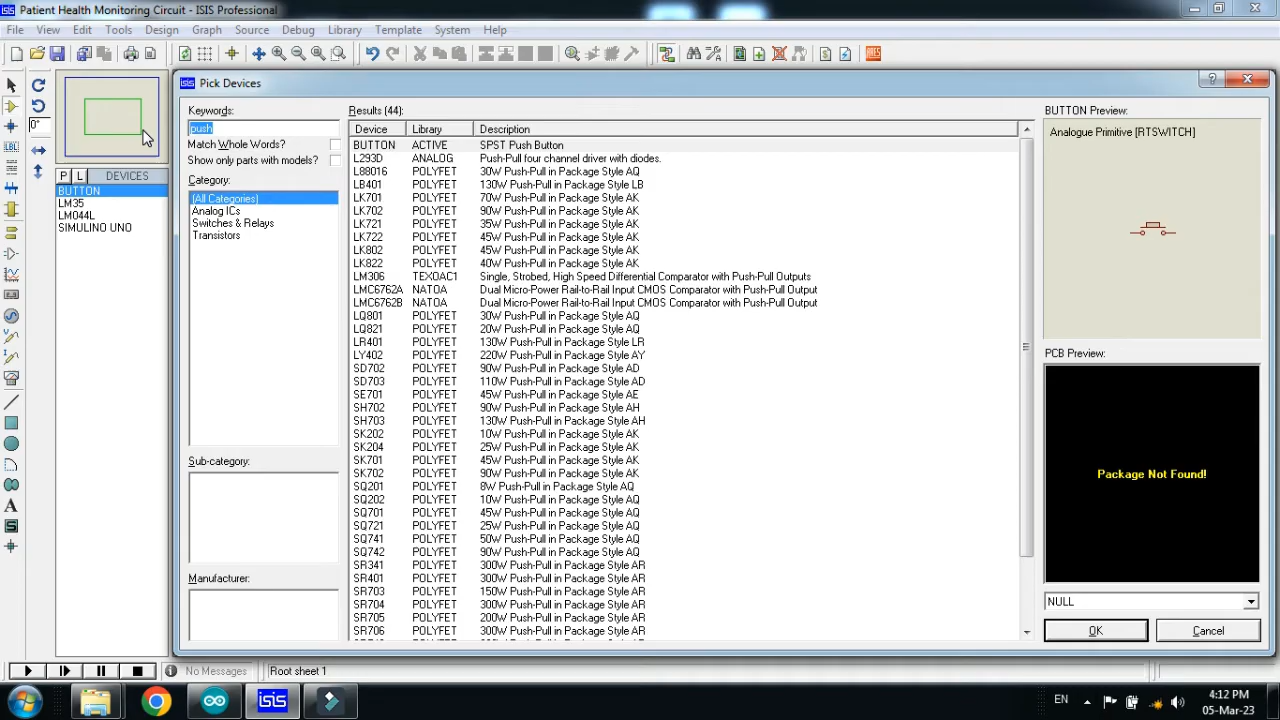 Patient Health Monitoring Circuit - ISIS Professional
File View Edit Tools Design Graph Source Debug Library Template System Help
Pick Devices
Keywords:
push
Match Whole Words?
Show only parts with models?
Category:
(All Categories)
Analog ICs
Switches & Relays
Transistors
Sub-category:
Manufacturer:
0°
P L DEVICES
BUTTON
LM35
LM044L
SIMULINO UNO
Results (44):
Device Library Description
BUTTON ACTIVE SPST Push Button
L293D ANALOG Push-Pull four channel driver with diodes.
L88016 POLYFET 30W Push-Pull in Package Style AQ
LB401 POLYFET 130W Push-Pull in Package Style LB
LK701 POLYFET 70W Push-Pull in Package Style AK
LK702 POLYFET 90W Push-Pull in Package Style AK
LK721 POLYFET 35W Push-Pull in Package Style AK
LK722 POLYFET 45W Push-Pull in Package Style AK
LK802 POLYFET 45W Push-Pull in Package Style AK
LK822 POLYFET 40W Push-Pull in Package Style AK
LM306 TEXOAC1 Single, Strobed, High Speed Differential Comparator with Push-Pull Outputs
LMC6762A NATOA Dual Micro-Power Rail-to-Rail Input CMOS Comparator with Push-Pull Output
LMC6762B NATOA Dual Micro-Power Rail-to-Rail Input CMOS Comparator with Push-Pull Output
LQ801 POLYFET 30W Push-Pull in Package Style AQ
LQ821 POLYFET 20W Push-Pull in Package Style AQ
LR401 POLYFET 130W Push-Pull in Package Style LR
LY402 POLYFET 220W Push-Pull in Package Style AY
SD702 POLYFET 90W Push-Pull in Package Style AD
SD703 POLYFET 110W Push-Pull in Package Style AD
SE701 POLYFET 45W Push-Pull in Package Style AE
SH702 POLYFET 90W Push-Pull in Package Style AH
SH703 POLYFET 130W Push-Pull in Package Style AH
SK202 POLYFET 10W Push-Pull in Package Style AK
SK204 POLYFET 25W Push-Pull in Package Style AK
SK701 POLYFET 45W Push-Pull in Package Style AK
SK702 POLYFET 90W Push-Pull in Package Style AK
SQ201 POLYFET 8W Push-Pull in Package Style AQ
SQ202 POLYFET 10W Push-Pull in Package Style AQ
SQ701 POLYFET 45W Push-Pull in Package Style AQ
SQ721 POLYFET 25W Push-Pull in Package Style AQ
SQ741 POLYFET 50W Push-Pull in Package Style AQ
SQ742 POLYFET 90W Push-Pull in Package Style AQ
SR341 POLYFET 300W Push-Pull in Package Style AR
SR401 POLYFET 300W Push-Pull in Package Style AR
SR703 POLYFET 150W Push-Pull in Package Style AR
SR704 POLYFET 300W Push-Pull in Package Style AR
SR705 POLYFET 200W Push-Pull in Package Style AR
SR706 POLYFET 300W Push-Pull in Package Style AR
BUTTON Preview:
Analogue Primitive [RTSWITCH]
PCB Preview:
Package Not Found!
NULL
OK Cancel
No Messages Root sheet 1
EN
4:12 PM
05-Mar-23